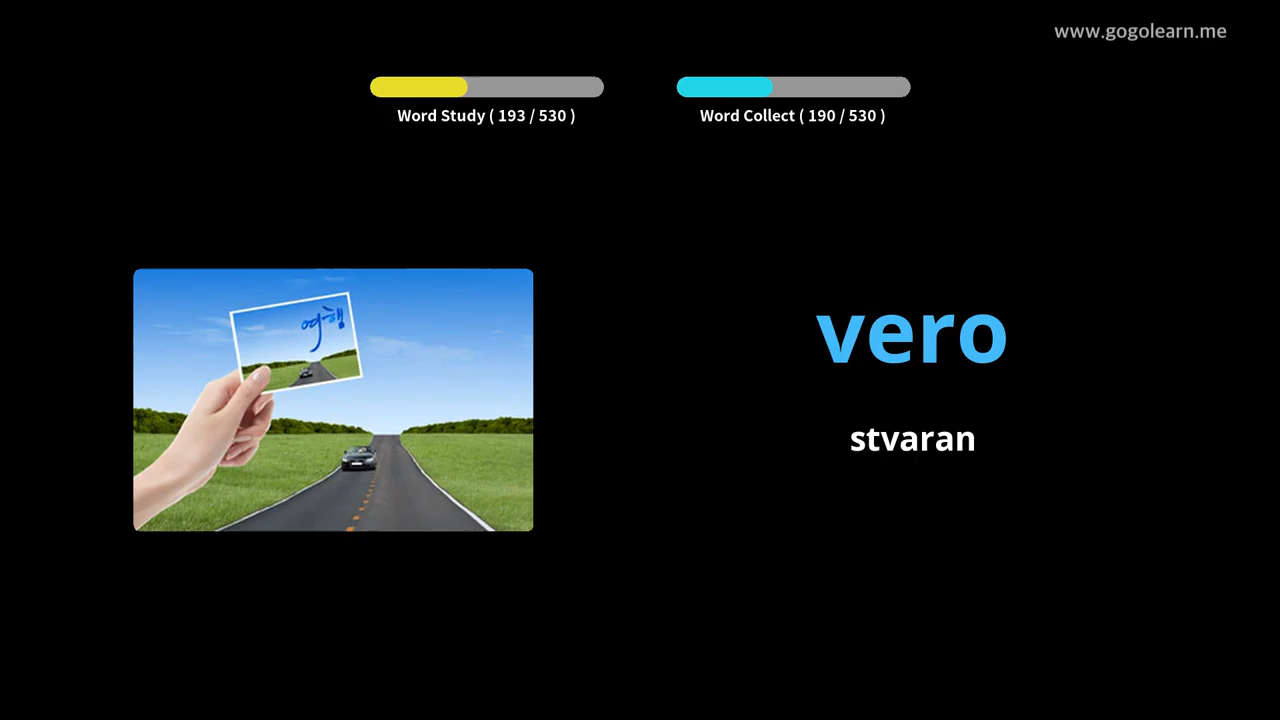 www.gogolearn.me
Word Study ( 193 / 530 )
Word Collect ( 190 / 530 )
여행
vero
stvaran